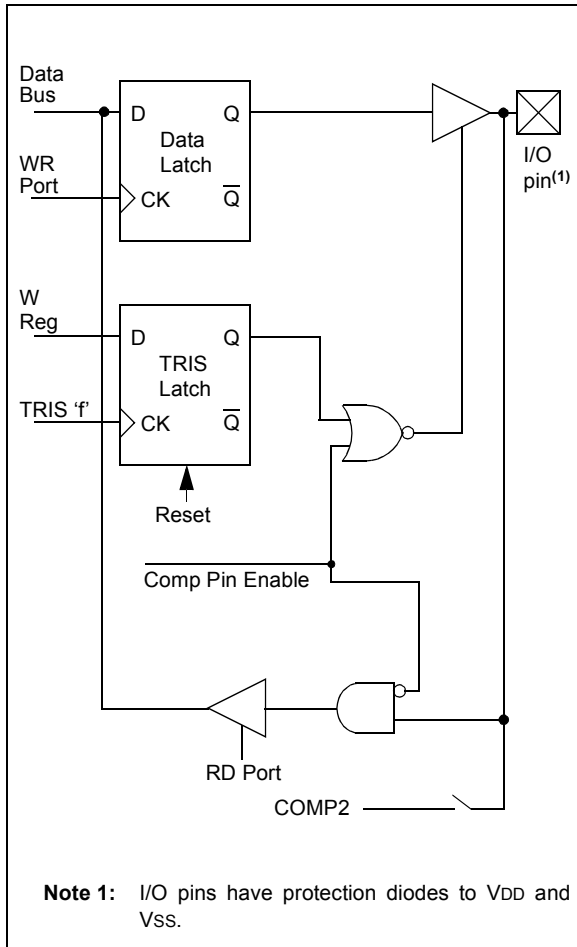 Data
Bus
D
Q
Data
Latch
WR
Port
CK
Q̅
I/O
pin(1)
W
Reg
D
Q
TRIS
Latch
TRIS ‘f’
CK
Q̅
Reset
Comp Pin Enable
RD Port
COMP2
Note 1: I/O pins have protection diodes to VDD and
VSS.